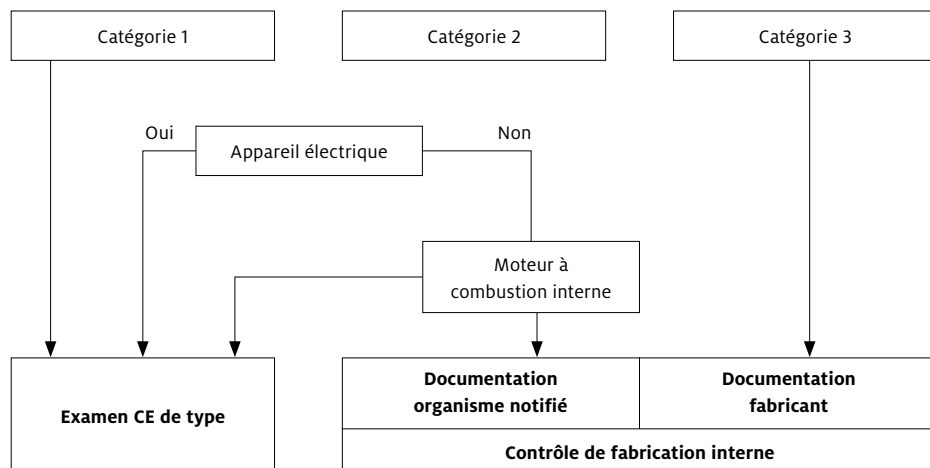 Catégorie 1
Catégorie 2
Catégorie 3
Oui
Non
Appareil électrique
Moteur à
combustion interne
Examen CE de type
Documentation
organisme notifié
Documentation
fabricant
Contrôle de fabrication interne